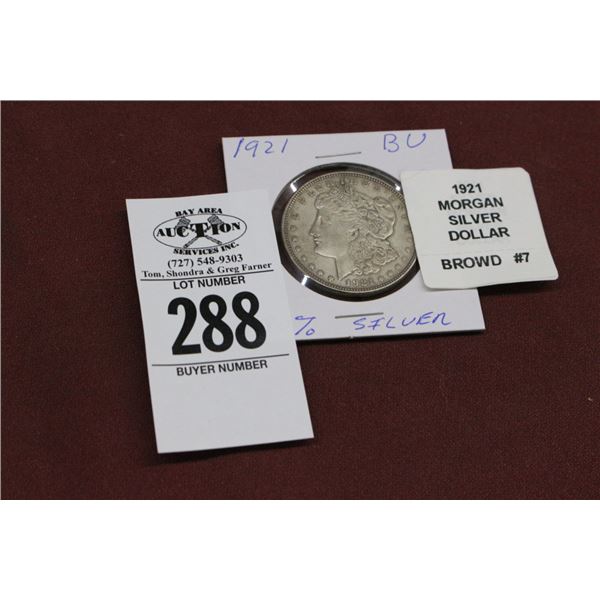 1921 BU
1921
MORGAN
SILVER
DOLLAR
BROWD #7
BAY AREA
AUCTION
SERVICES INC.
(727) 548-9303
Tom, Shondra & Greg Farner
LOT NUMBER
288
BUYER NUMBER
1921
% SILVER